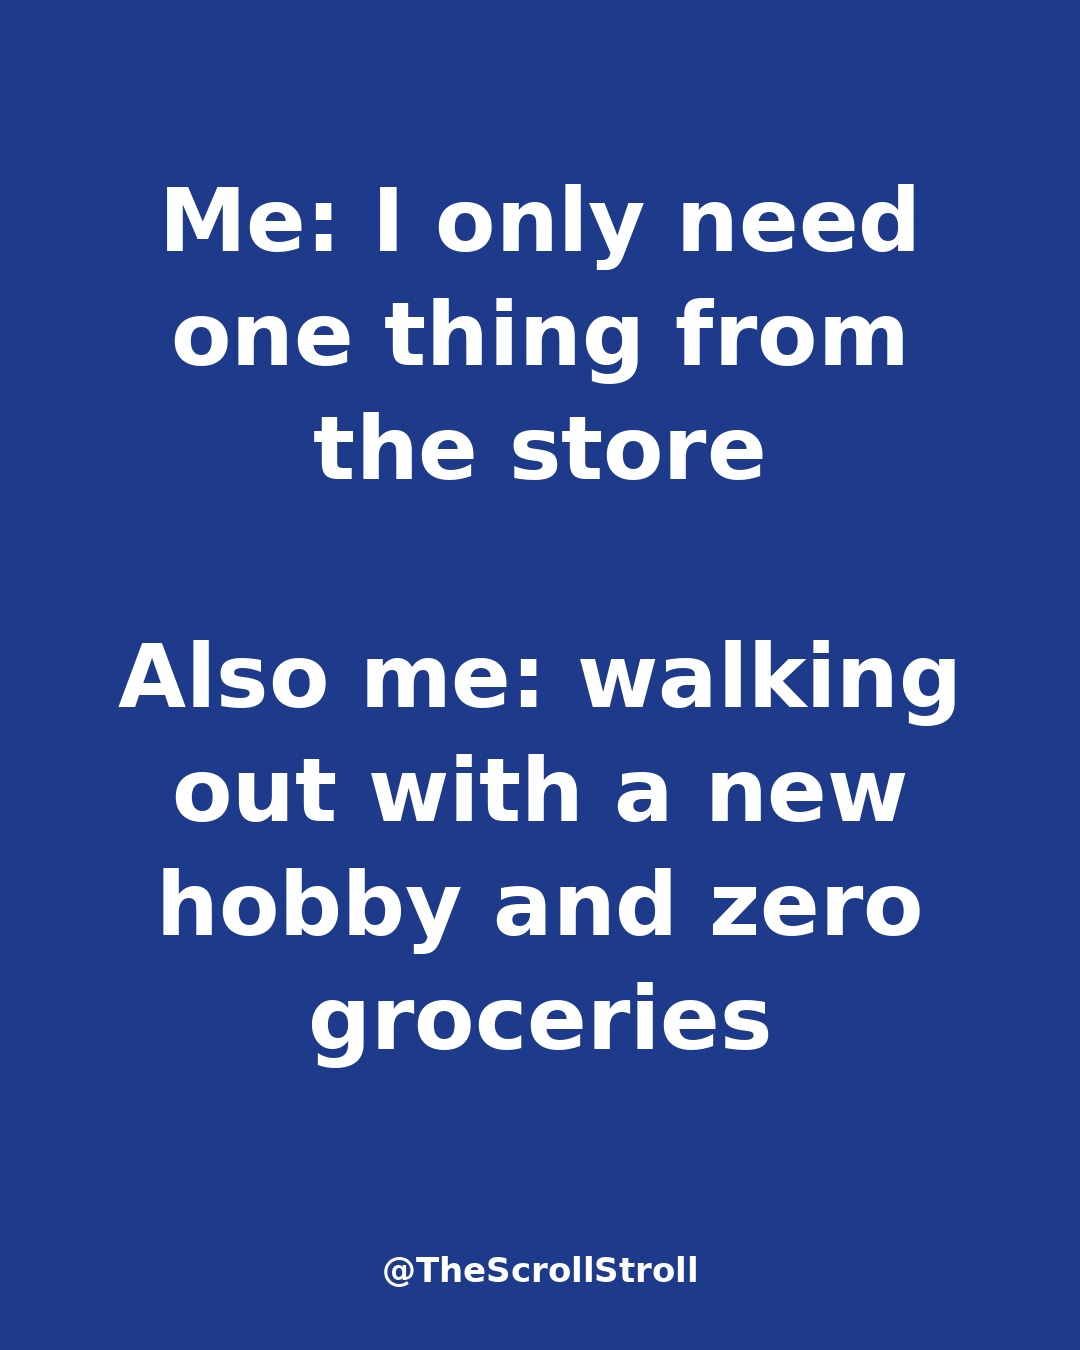 Me: I only need
one thing from
the store
Also me: walking
out with a new
hobby and zero
groceries
@TheScrollStroll